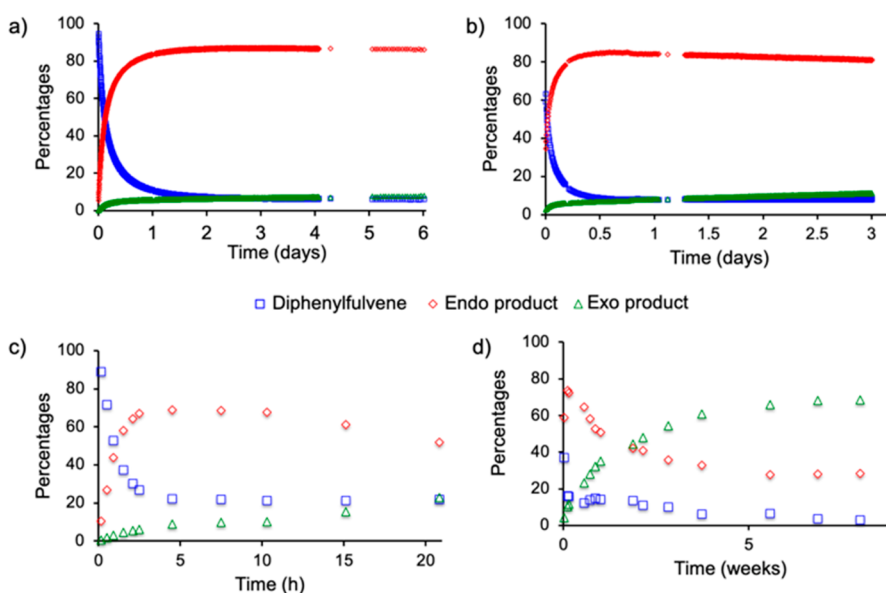 a)
b)
Percentages
100
80
60
40
20
0
0 1 2 3 4 5 6
Time (days)
Percentages
100
80
60
40
20
0
0 0.5 1 1.5 2 2.5 3
Time (days)
Diphenylfulvene Endo product Exo product
c)
d)
Percentages
100
80
60
40
20
0
0 5 10 15 20
Time (h)
Percentages
100
80
60
40
20
0
0 5
Time (weeks)